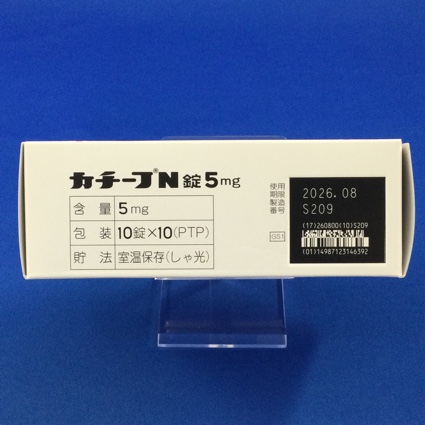 カチーフ®N錠5mg
含量 5mg
包装 10錠×10(PTP)
貯法 室温保存(しゃ光)
使用
期限
製造
番号
2026.08
S209
(17)260800(10)S209
(01)14987123146392
GS1